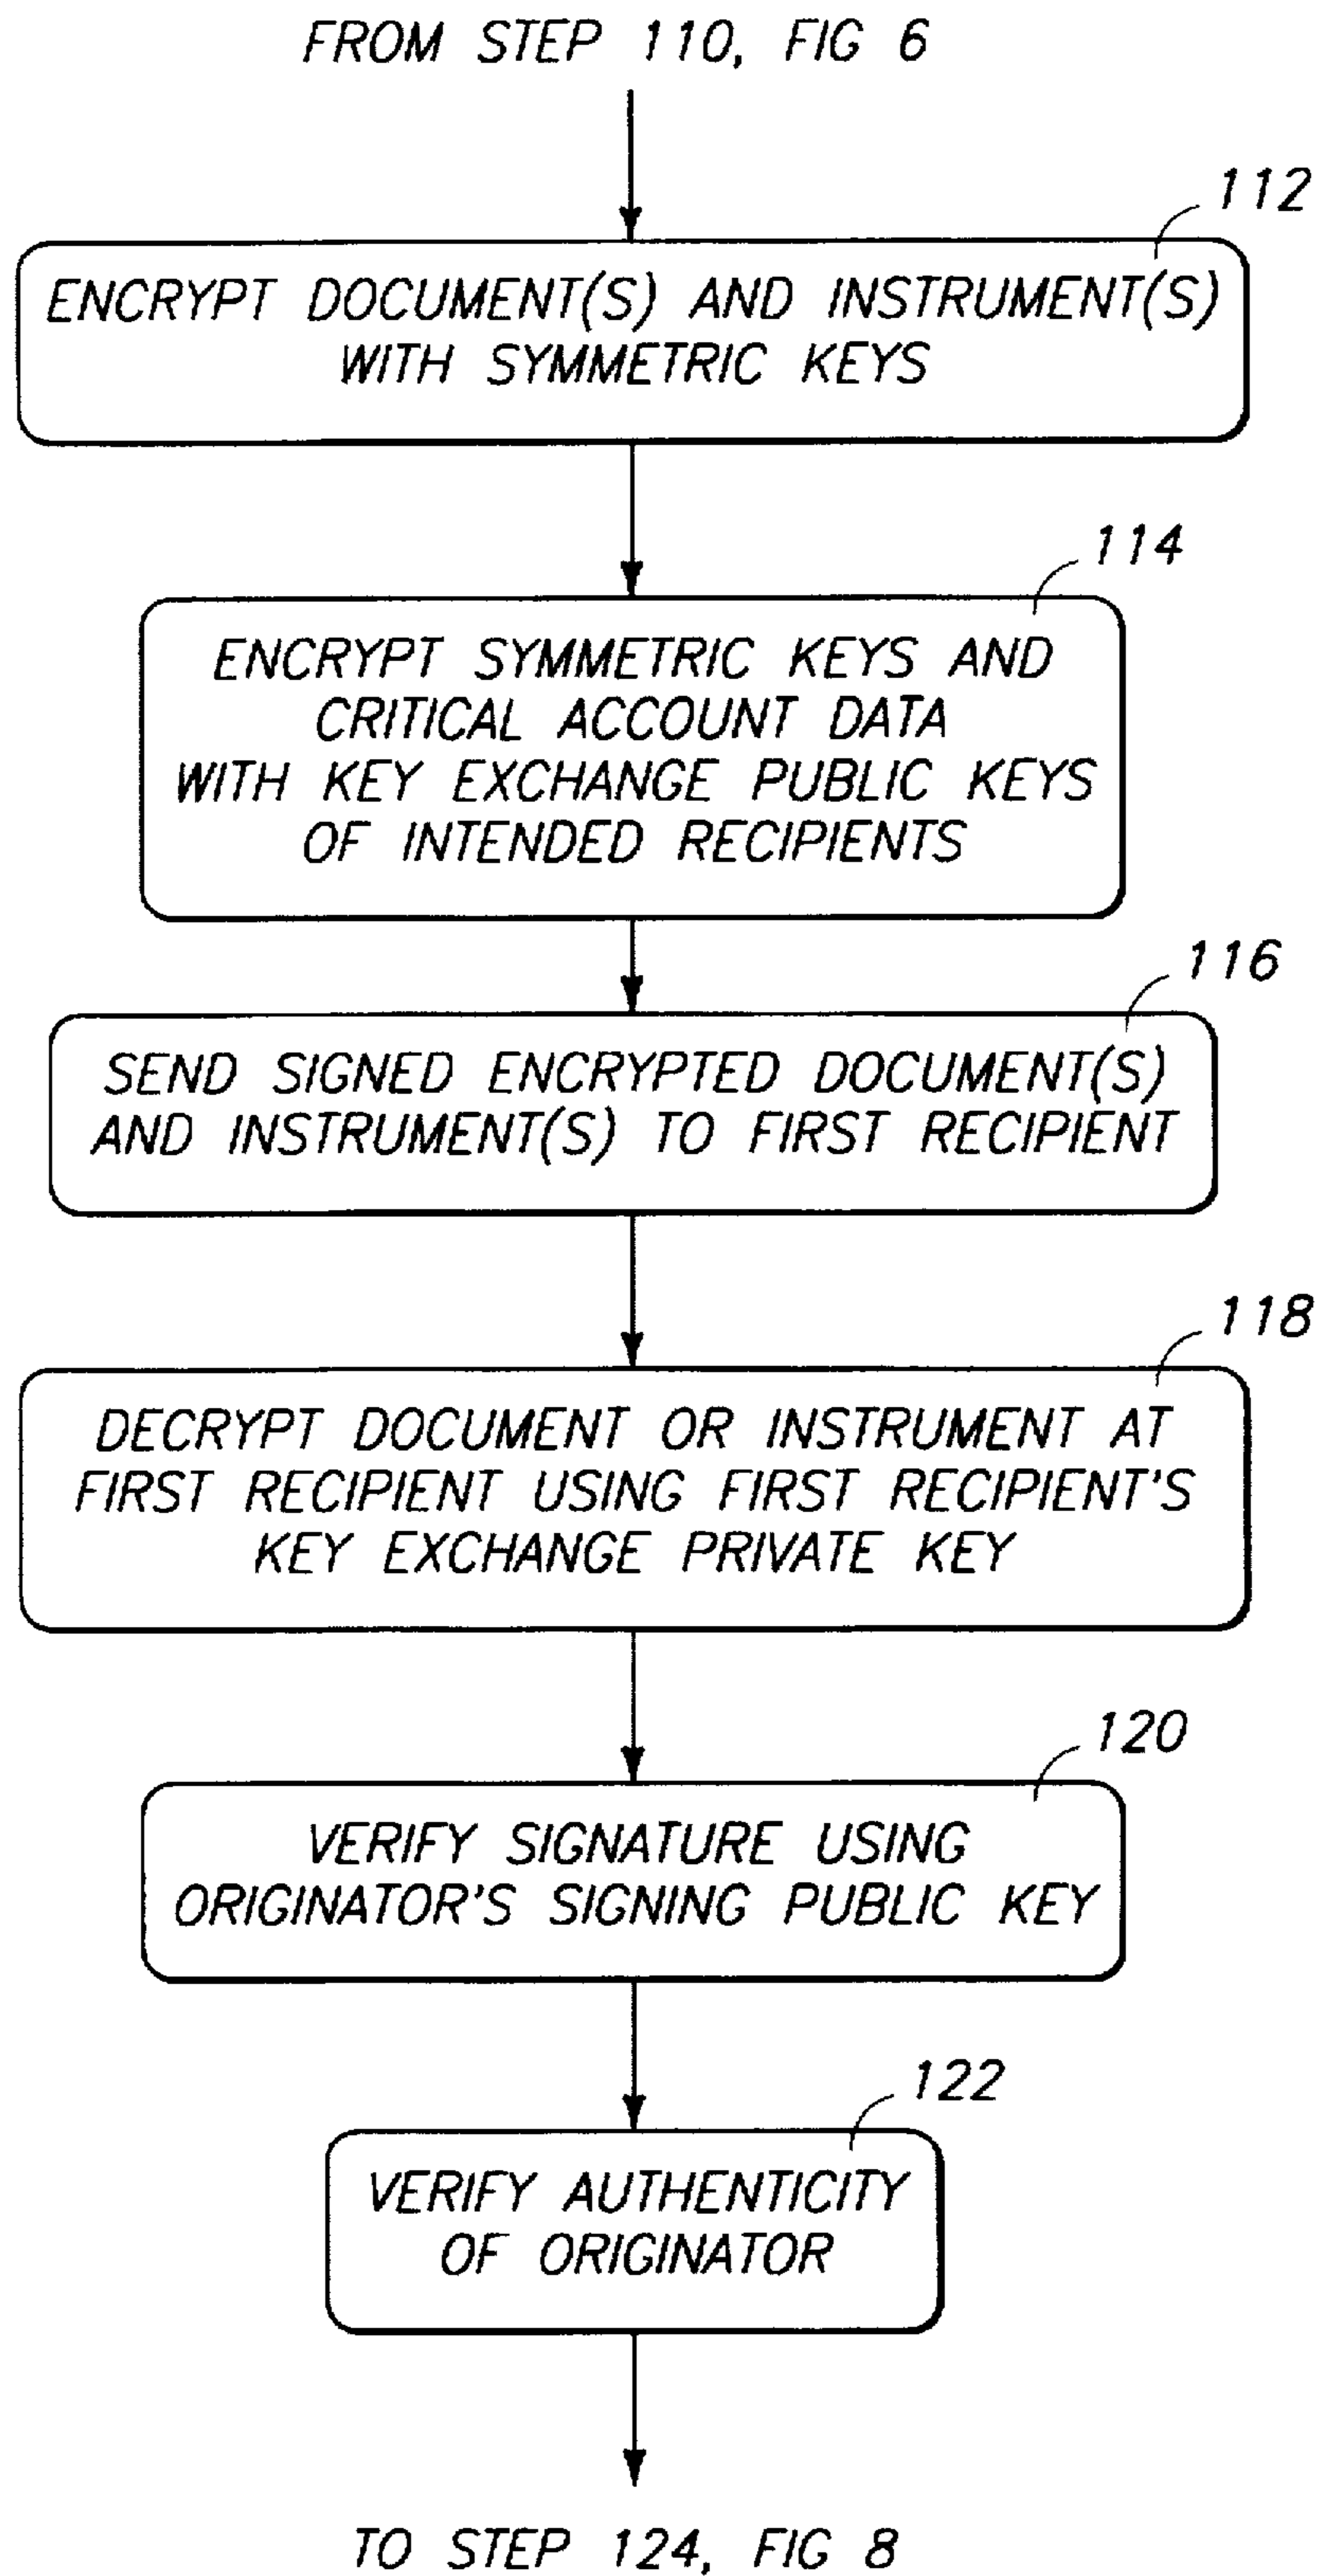 FROM STEP 110, FIG 6
112
ENCRYPT DOCUMENT(S) AND INSTRUMENT(S)
WITH SYMMETRIC KEYS
114
ENCRYPT SYMMETRIC KEYS AND
CRITICAL ACCOUNT DATA
WITH KEY EXCHANGE PUBLIC KEYS
OF INTENDED RECIPIENTS
116
SEND SIGNED ENCRYPTED DOCUMENT(S)
AND INSTRUMENT(S) TO FIRST RECIPIENT
118
DECRYPT DOCUMENT OR INSTRUMENT AT
FIRST RECIPIENT USING FIRST RECIPIENT'S
KEY EXCHANGE PRIVATE KEY
120
VERIFY SIGNATURE USING
ORIGINATOR'S SIGNING PUBLIC KEY
122
VERIFY AUTHENTICITY
OF ORIGINATOR
TO STEP 124, FIG 8